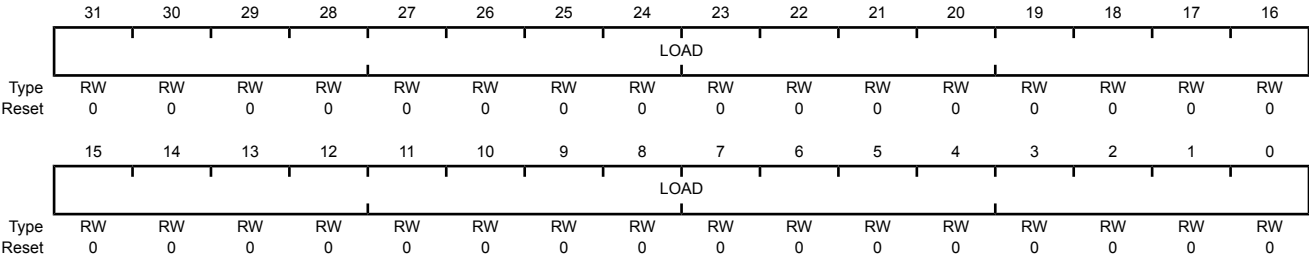 31 30 29 28 27 26 25 24 23 22 21 20 19 18 17 16
LOAD
Type RW RW RW RW RW RW RW RW RW RW RW RW RW RW RW RW
Reset 0 0 0 0 0 0 0 0 0 0 0 0 0 0 0 0
15 14 13 12 11 10 9 8 7 6 5 4 3 2 1 0
LOAD
Type RW RW RW RW RW RW RW RW RW RW RW RW RW RW RW RW
Reset 0 0 0 0 0 0 0 0 0 0 0 0 0 0 0 0